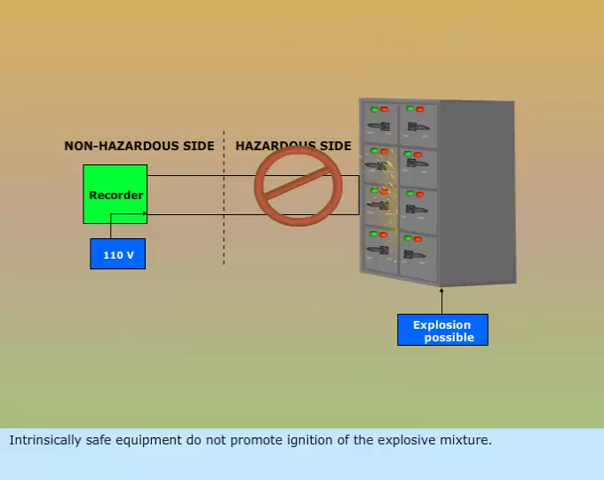 NON-HAZARDOUS SIDE
HAZARDOUS SIDE
Recorder
110 V
Explosion
possible
Intrinsically safe equipment do not promote ignition of the explosive mixture.